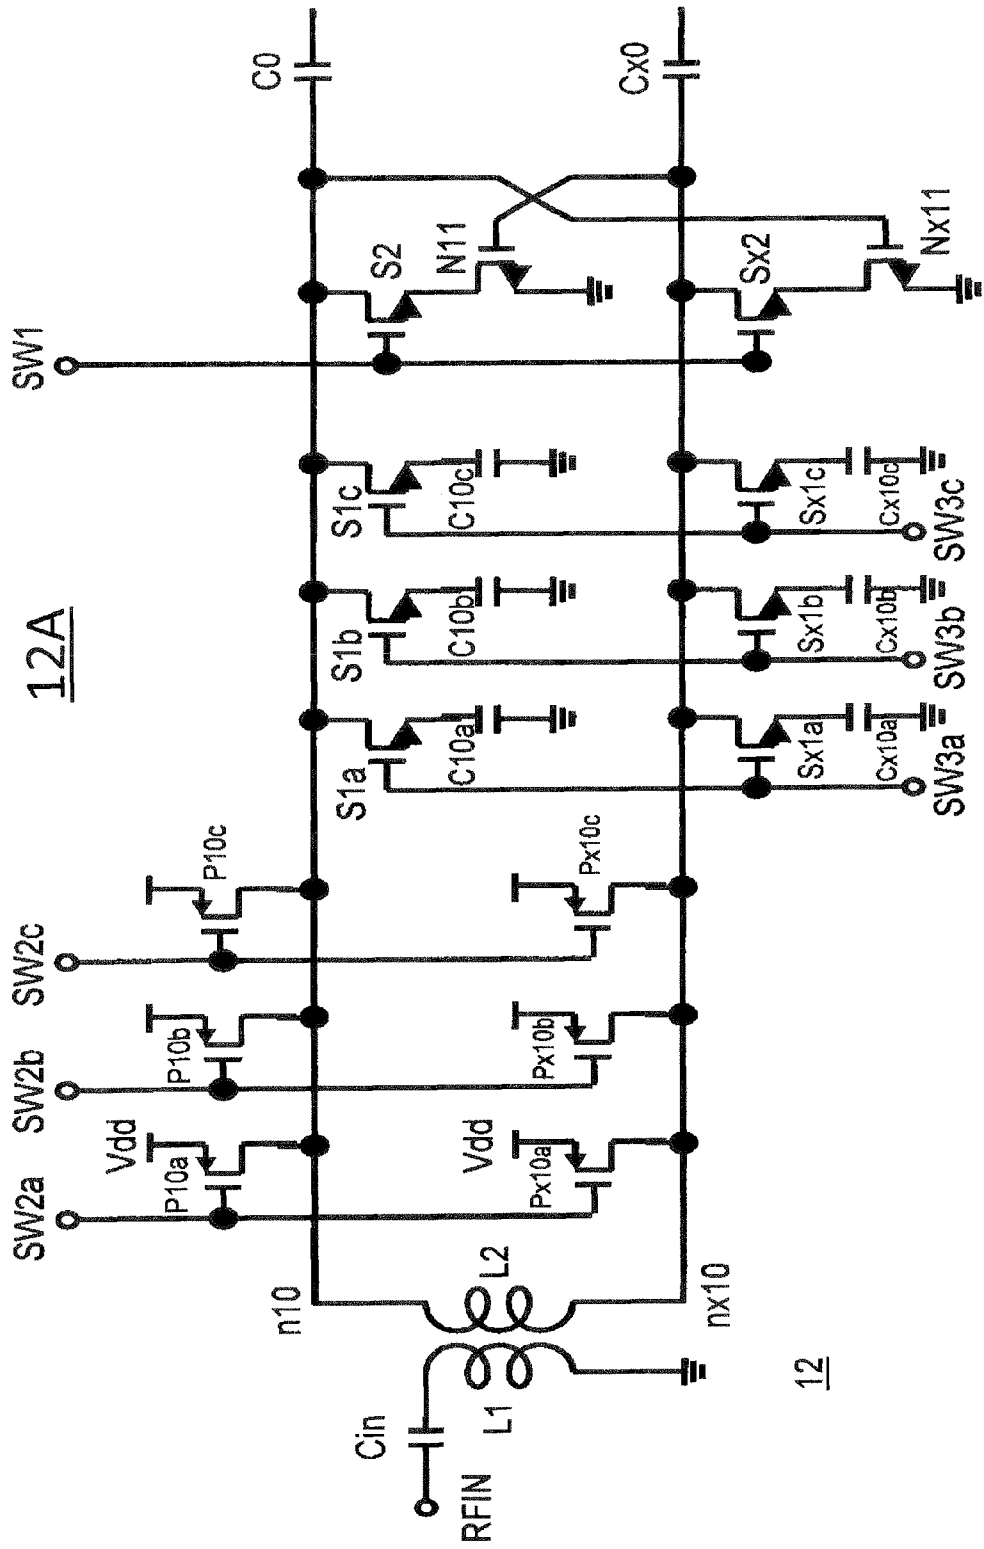 12A
SW2a
SW2b
SW2c
SW1
Vdd
P10a
P10b
P10c
n10
S1a
S1b
S1c
S2
C0
C10a
C10b
C10c
N11
Cin
RFIN
L1
L2
Vdd
Px10a
Px10b
Px10c
nx10
Sx1a
Sx1b
Sx1c
Sx2
Cx0
Cx10a
Cx10b
Cx10c
Nx11
SW3a
SW3b
SW3c
12